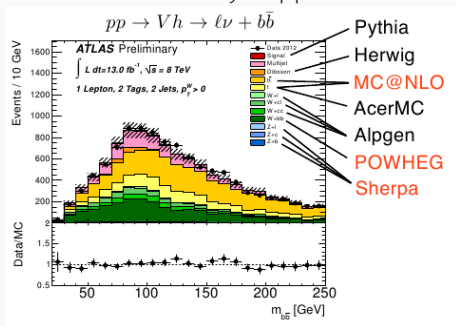 pp → Vh → ℓν + bb̄
ATLAS Preliminary
∫ L dt=13.0 fb⁻¹, √s = 8 TeV
1 Lepton, 2 Tags, 2 Jets, p_T^W > 0
Events / 10 GeV
1600
1400
1200
1000
800
600
400
200
Data 2012
Signal
Multijet
Diboson
tt̄
t
W+l
W+cl
W+cc
W+bb
Z+l
Z+c
Z+b
Pythia
Herwig
MC@NLO
AcerMC
Alpgen
POWHEG
Sherpa
Data/MC
2
1.5
1
0.5
50
100
150
200
250
m_bb̄ [GeV]